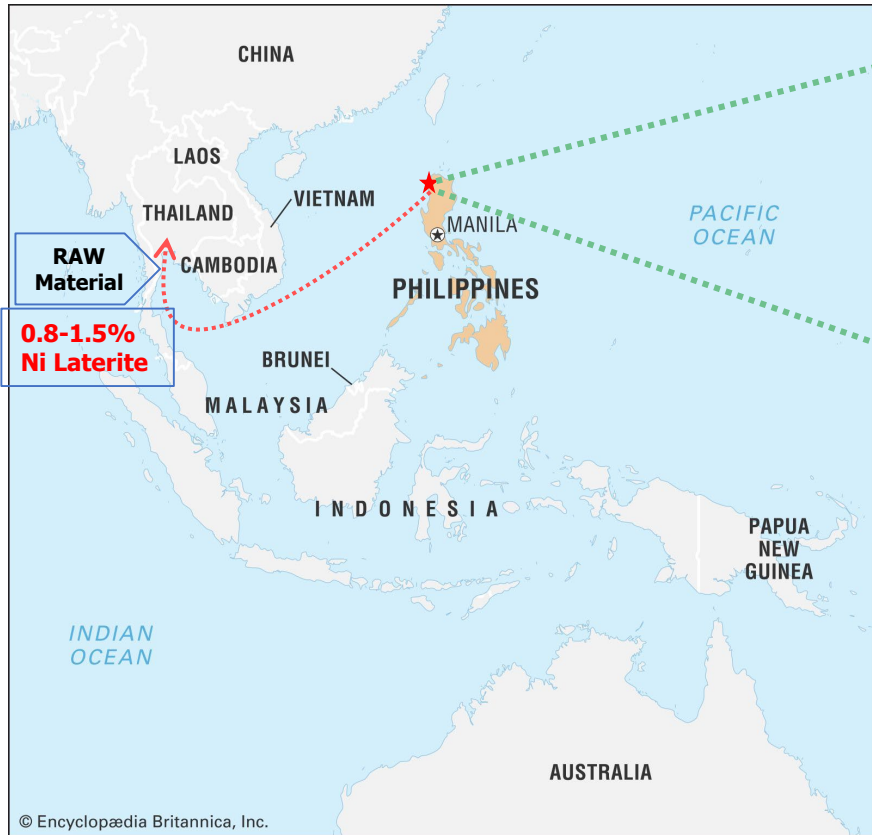 CHINA
LAOS
VIETNAM
THAILAND
MANILA
PACIFIC
OCEAN
RAW
Material
CAMBODIA
PHILIPPINES
0.8-1.5%
Ni Laterite
BRUNEI
MALAYSIA
INDONESIA
PAPUA
NEW
GUINEA
INDIAN
OCEAN
AUSTRALIA
© Encyclopædia Britannica, Inc.